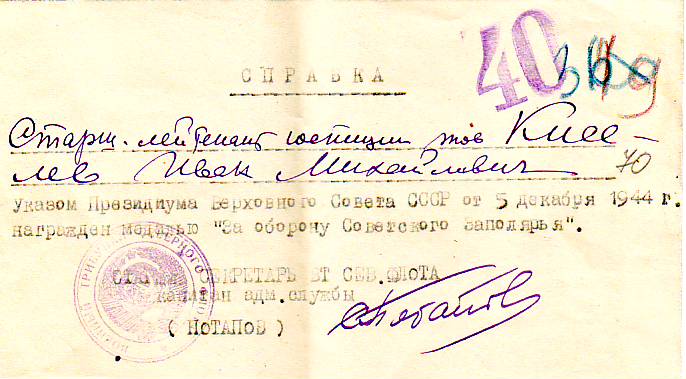 40
СПРАВКА
Старш. лейтенант юстиции тов Кисе-
лев Иван Михайлович 70
Указом Президиума Верховного Совета СССР от 5 декабря 1944 г.
награжден медалью "За оборону Советского Заполярья".
СЕКРЕТАРЬ ВТ СЕВ.ФЛОТА
капитан адм.службы
( ПОТАПОВ )